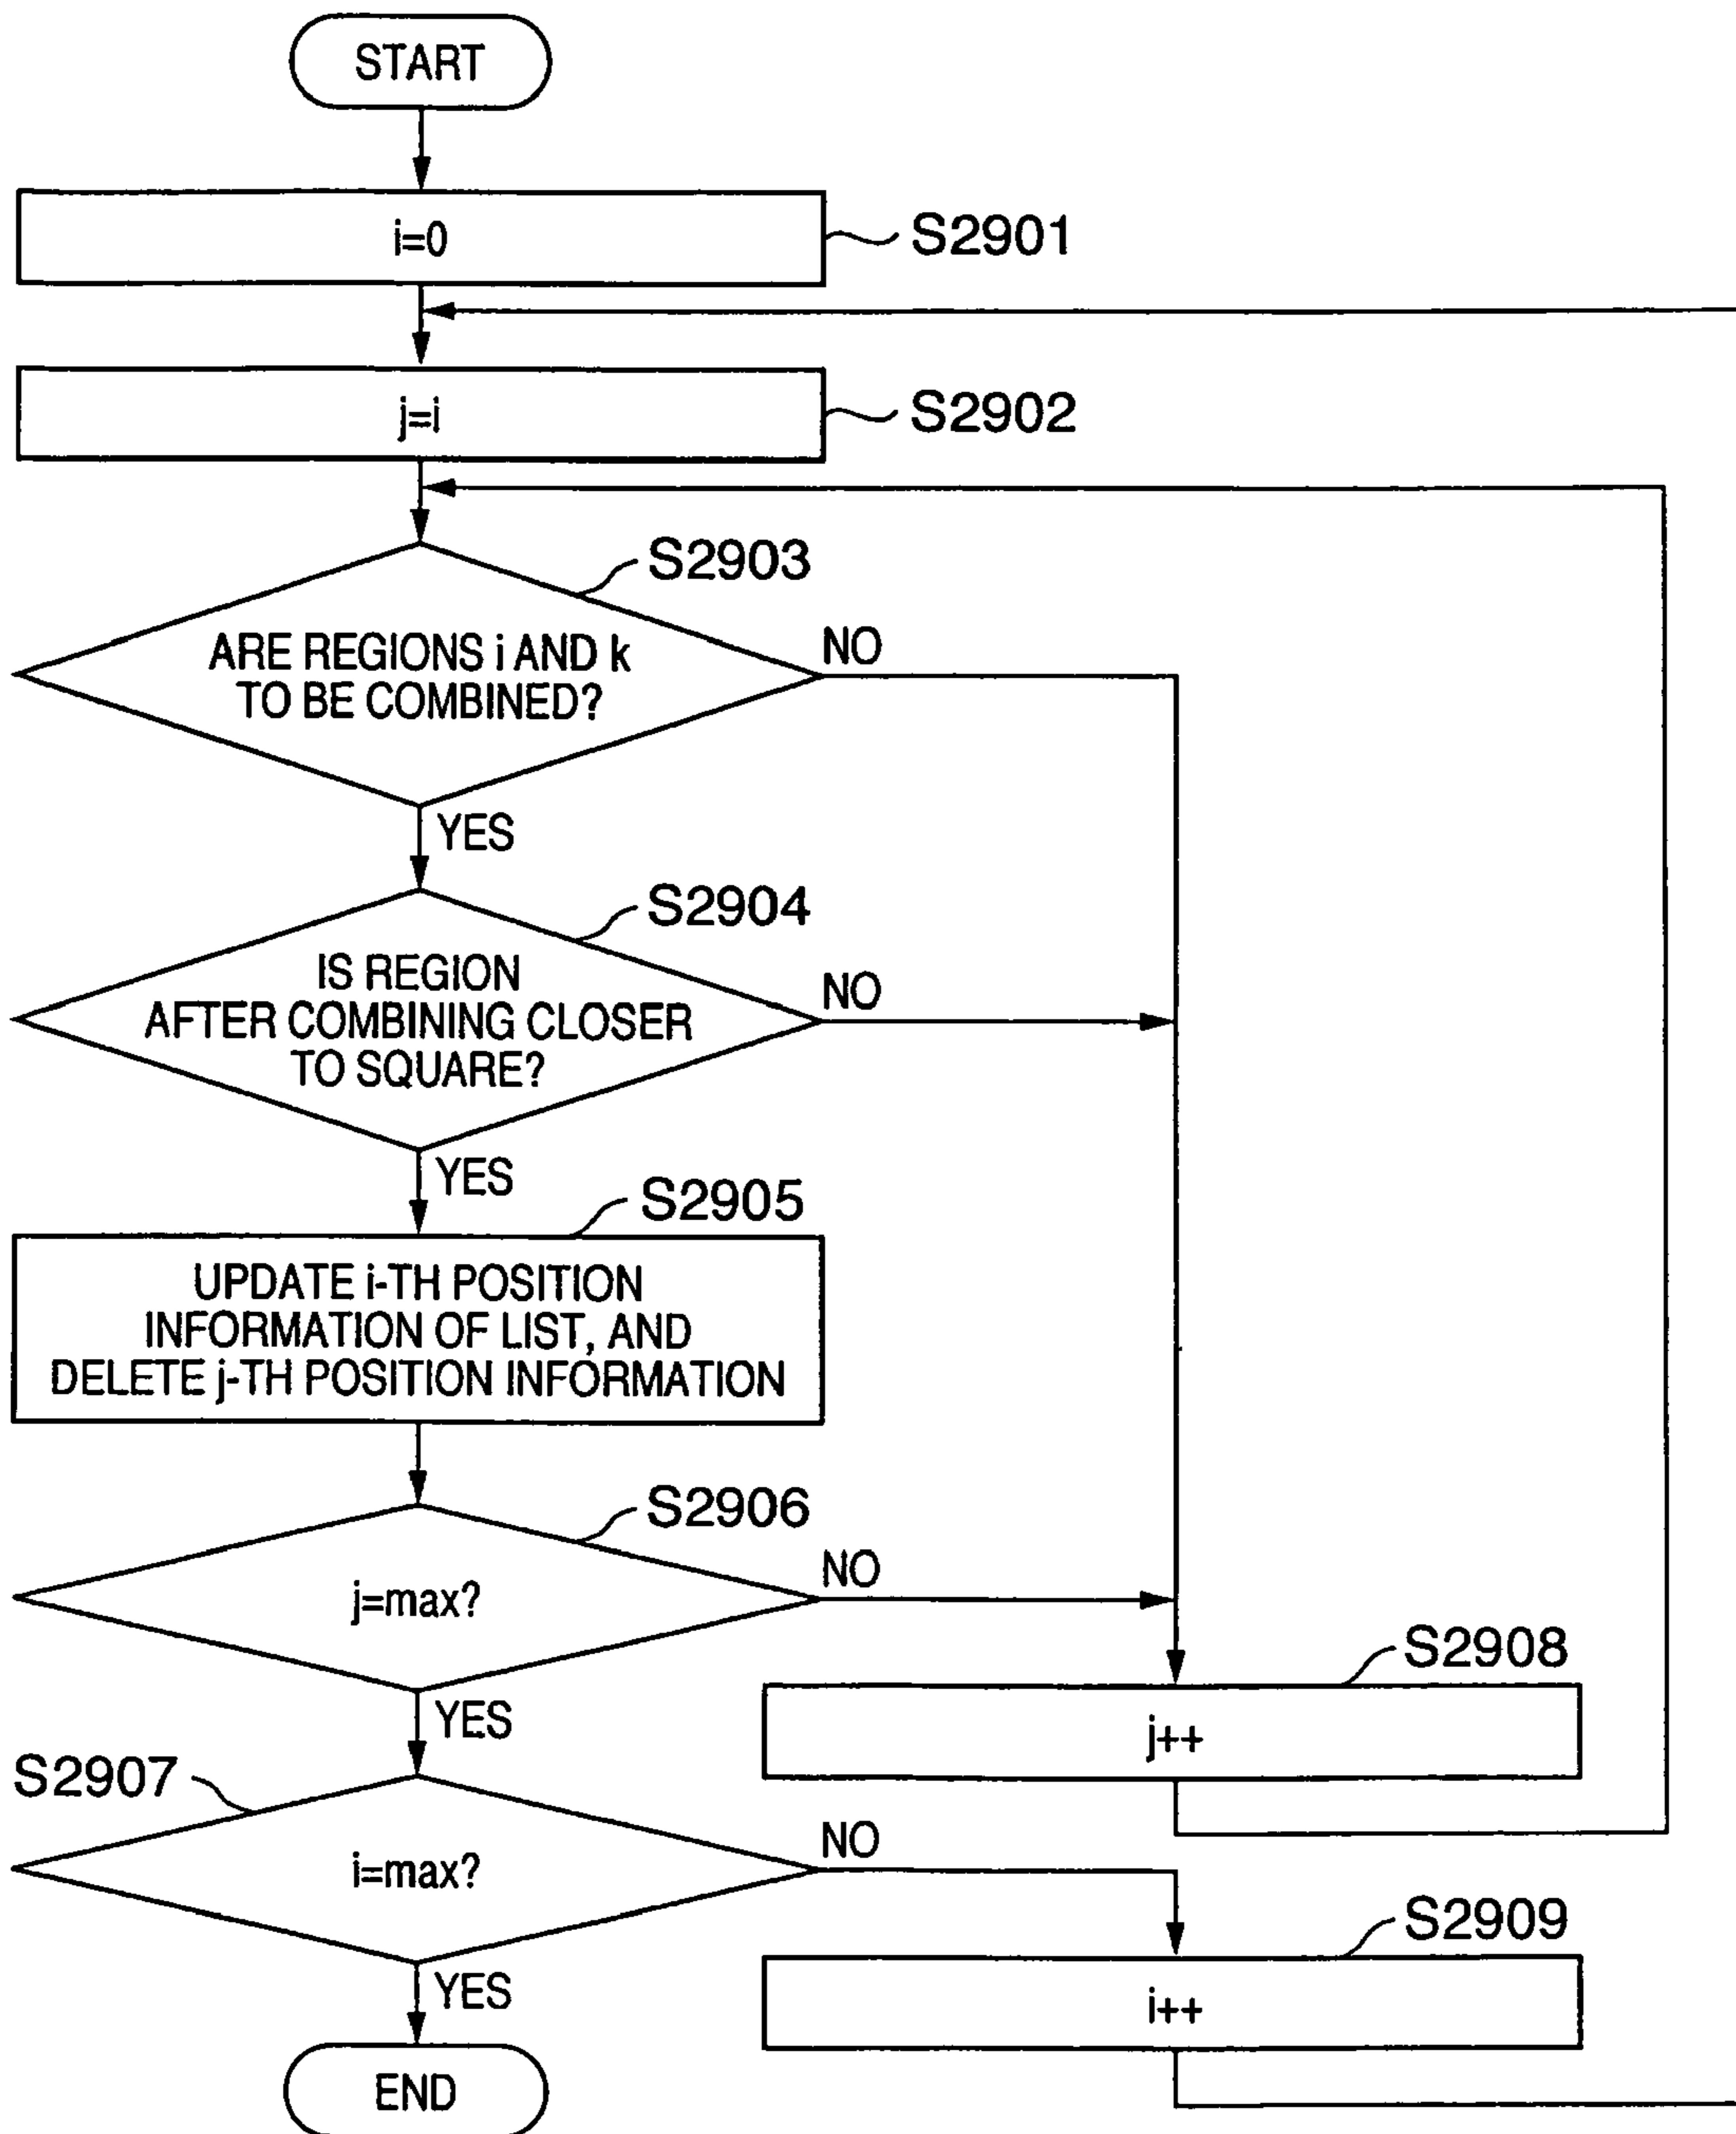 START
i=0
S2901
j=i
S2902
S2903
ARE REGIONS i AND k
TO BE COMBINED?
NO
YES
S2904
IS REGION
AFTER COMBINING CLOSER
TO SQUARE?
NO
YES
S2905
UPDATE i-TH POSITION
INFORMATION OF LIST, AND
DELETE j-TH POSITION INFORMATION
S2906
j=max?
NO
YES
S2908
j++
S2907
i=max?
NO
YES
S2909
i++
END